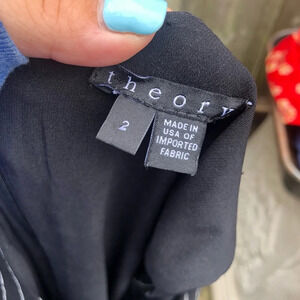 theory
2
MADE IN
USA OF
IMPORTED
FABRIC